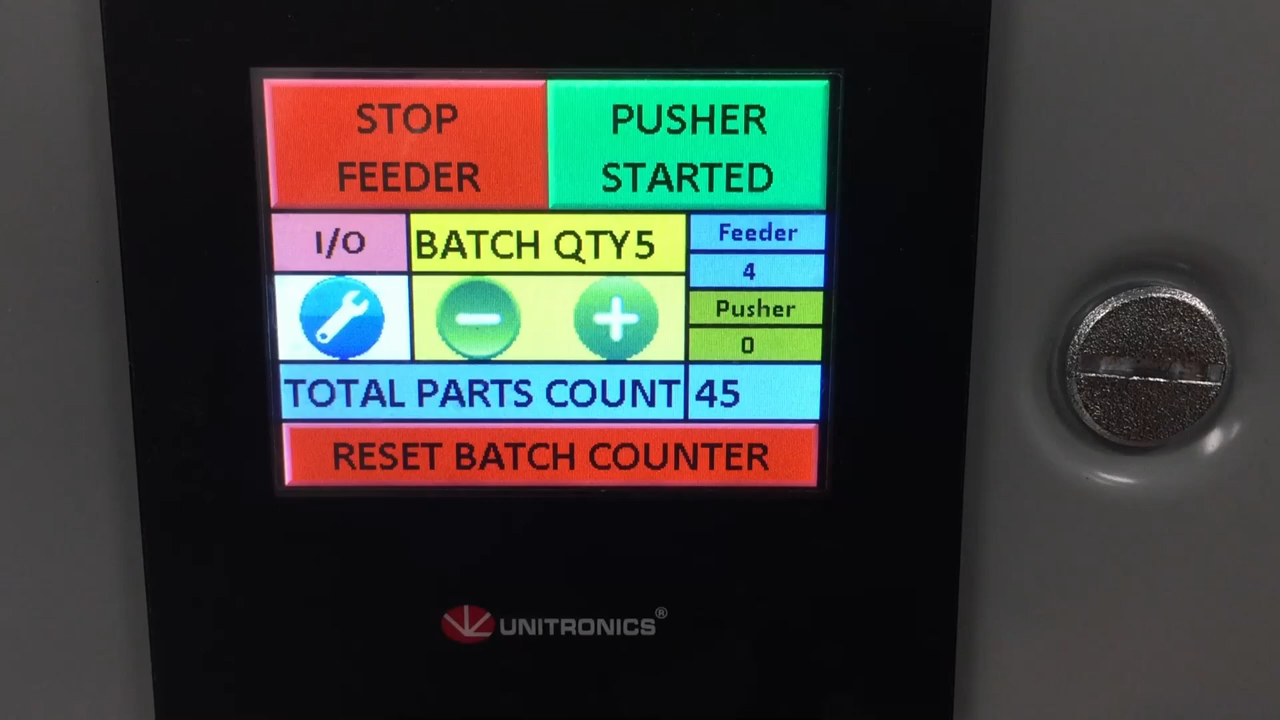 STOP
FEEDER
PUSHER
STARTED
I/O
BATCH QTY5
Feeder
4
Pusher
0
TOTAL PARTS COUNT 45
RESET BATCH COUNTER
UNITRONICS®